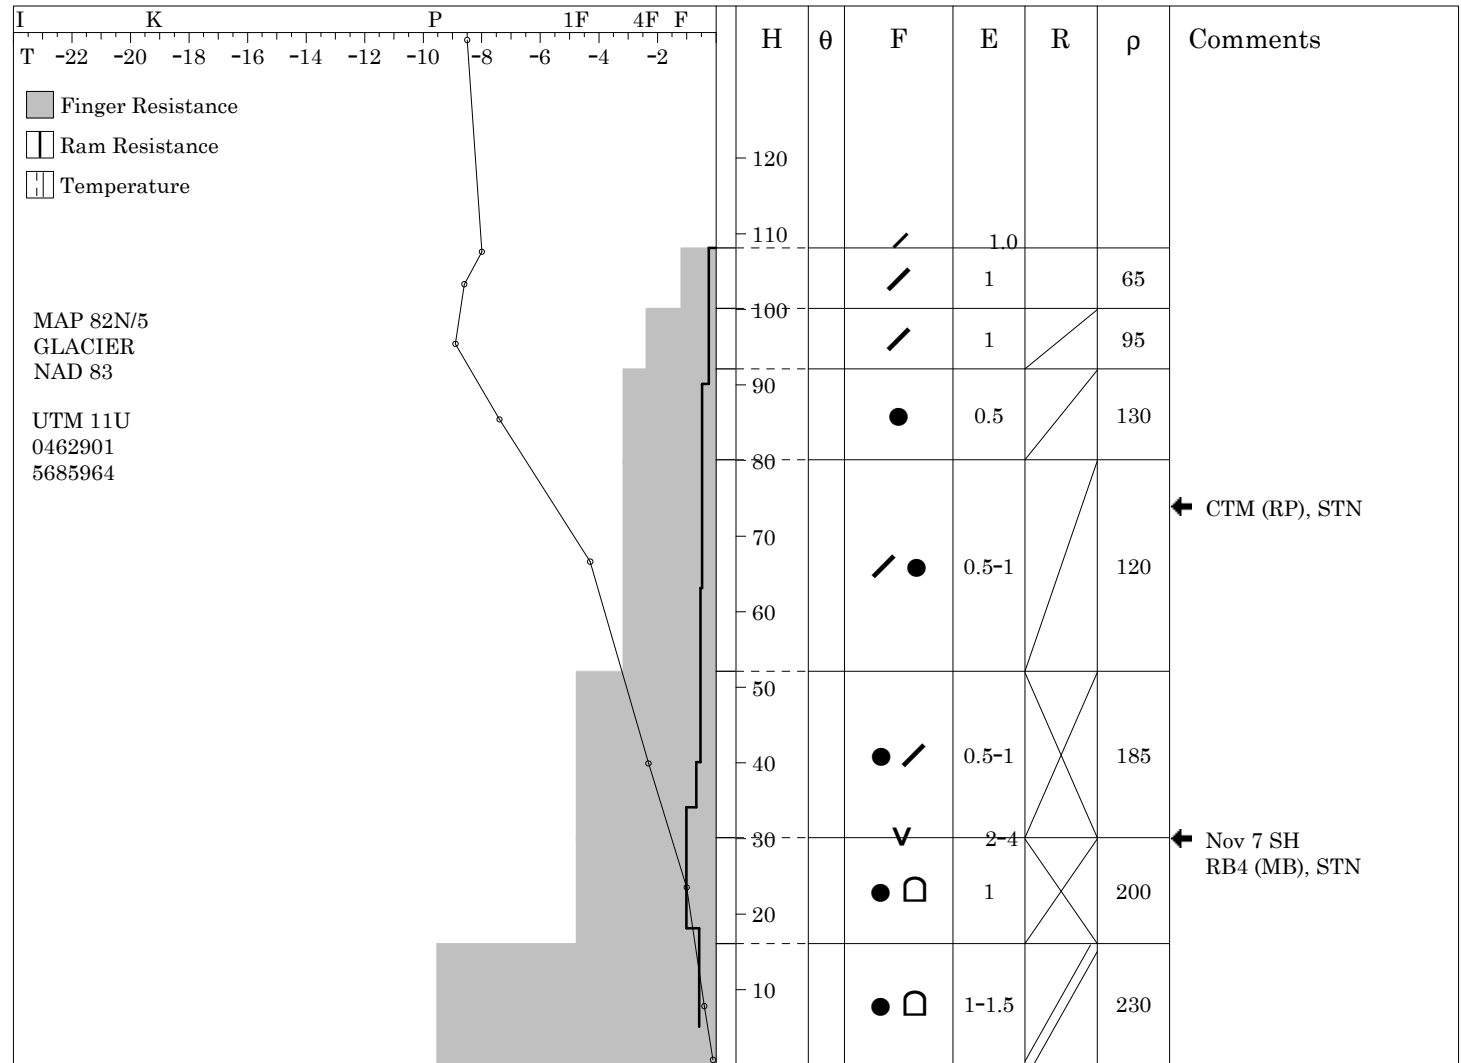 I K P 1F 4F F
T -22 -20 -18 -16 -14 -12 -10 -8 -6 -4 -2
H θ F E R ρ Comments
Finger Resistance
Ram Resistance
Temperature
MAP 82N/5
GLACIER
NAD 83
UTM 11U
0462901
5685964
120
110
1.0
1 65
100
1 95
90
0.5 130
80
CTM (RP), STN
70
0.5-1 120
60
50
0.5-1 185
40
30 V 2-4 Nov 7 SH
RB4 (MB), STN
1 200
20
10 1-1.5 230